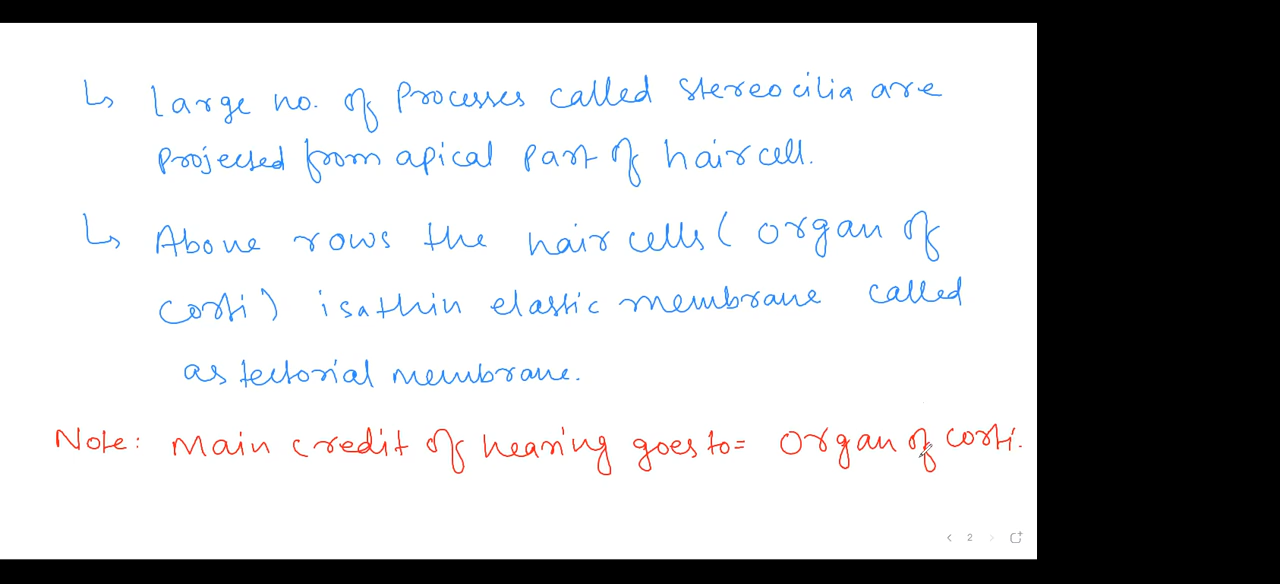 ↳ Large no. of processes called stereocilia are
projected from apical part of hair cell.
↳ Above rows the hair cells ( organ of
corti) is a thin elastic membrane called
as tectorial membrane.
Note: Main credit of hearing goes to = Organ of corti.
< 2 >